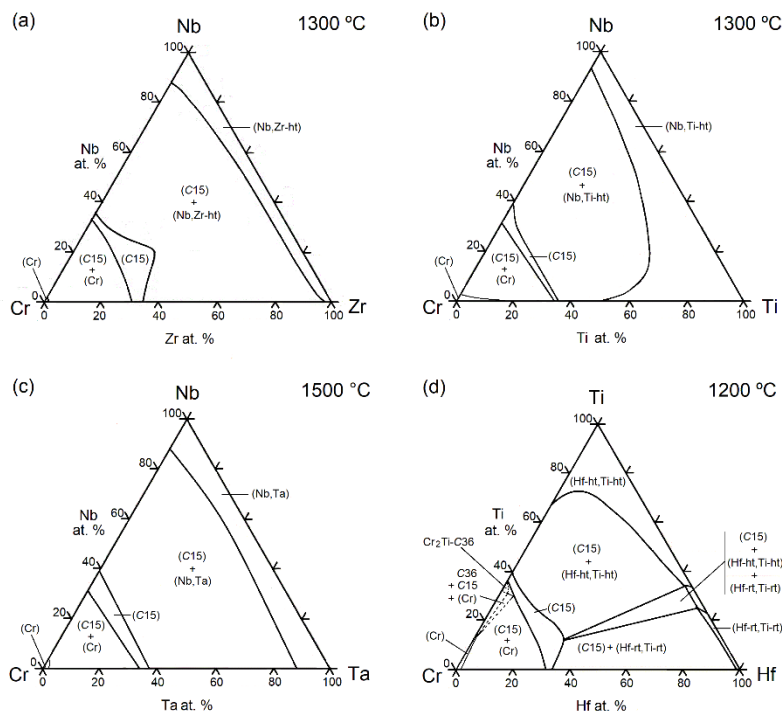 (a)
Nb
1300 ºC
100
80
60
40
20
0
Nb
at. %
(Nb,Zr-ht)
(C15)
+
(Nb,Zr-ht)
(C15)
+
(Cr)
(C15)
(Cr)
Cr
Zr
0
20
40
60
80
100
Zr at. %
(b)
Nb
1300 ºC
100
80
60
40
20
0
Nb
at. %
(Nb,Ti-ht)
(C15)
+
(Nb,Ti-ht)
(C15)
+
(Cr)
(C15)
(Cr)
Cr
Ti
0
20
40
60
80
100
Ti at. %
(c)
Nb
1500 °C
100
80
60
40
20
0
Nb
at. %
(Nb,Ta)
(C15)
+
(Nb,Ta)
(C15)
(C15)
+
(Cr)
(Cr)
Cr
Ta
0
20
40
60
80
100
Ta at. %
(d)
Ti
1200 °C
100
80
60
40
20
0
Ti
at. %
(Hf-ht,Ti-ht)
Cr2Ti-C36
C36
+ C15
+ (Cr)
(C15)
+
(Hf-ht,Ti-ht)
(C15)
+
(Hf-ht,Ti-ht)
+
(Hf-rt,Ti-rt)
(C15)
(C15)
+
(Cr)
(Cr)
(C15) + (Hf-rt,Ti-rt)
(Hf-rt,Ti-rt)
Cr
Hf
0
20
40
60
80
100
Hf at. %